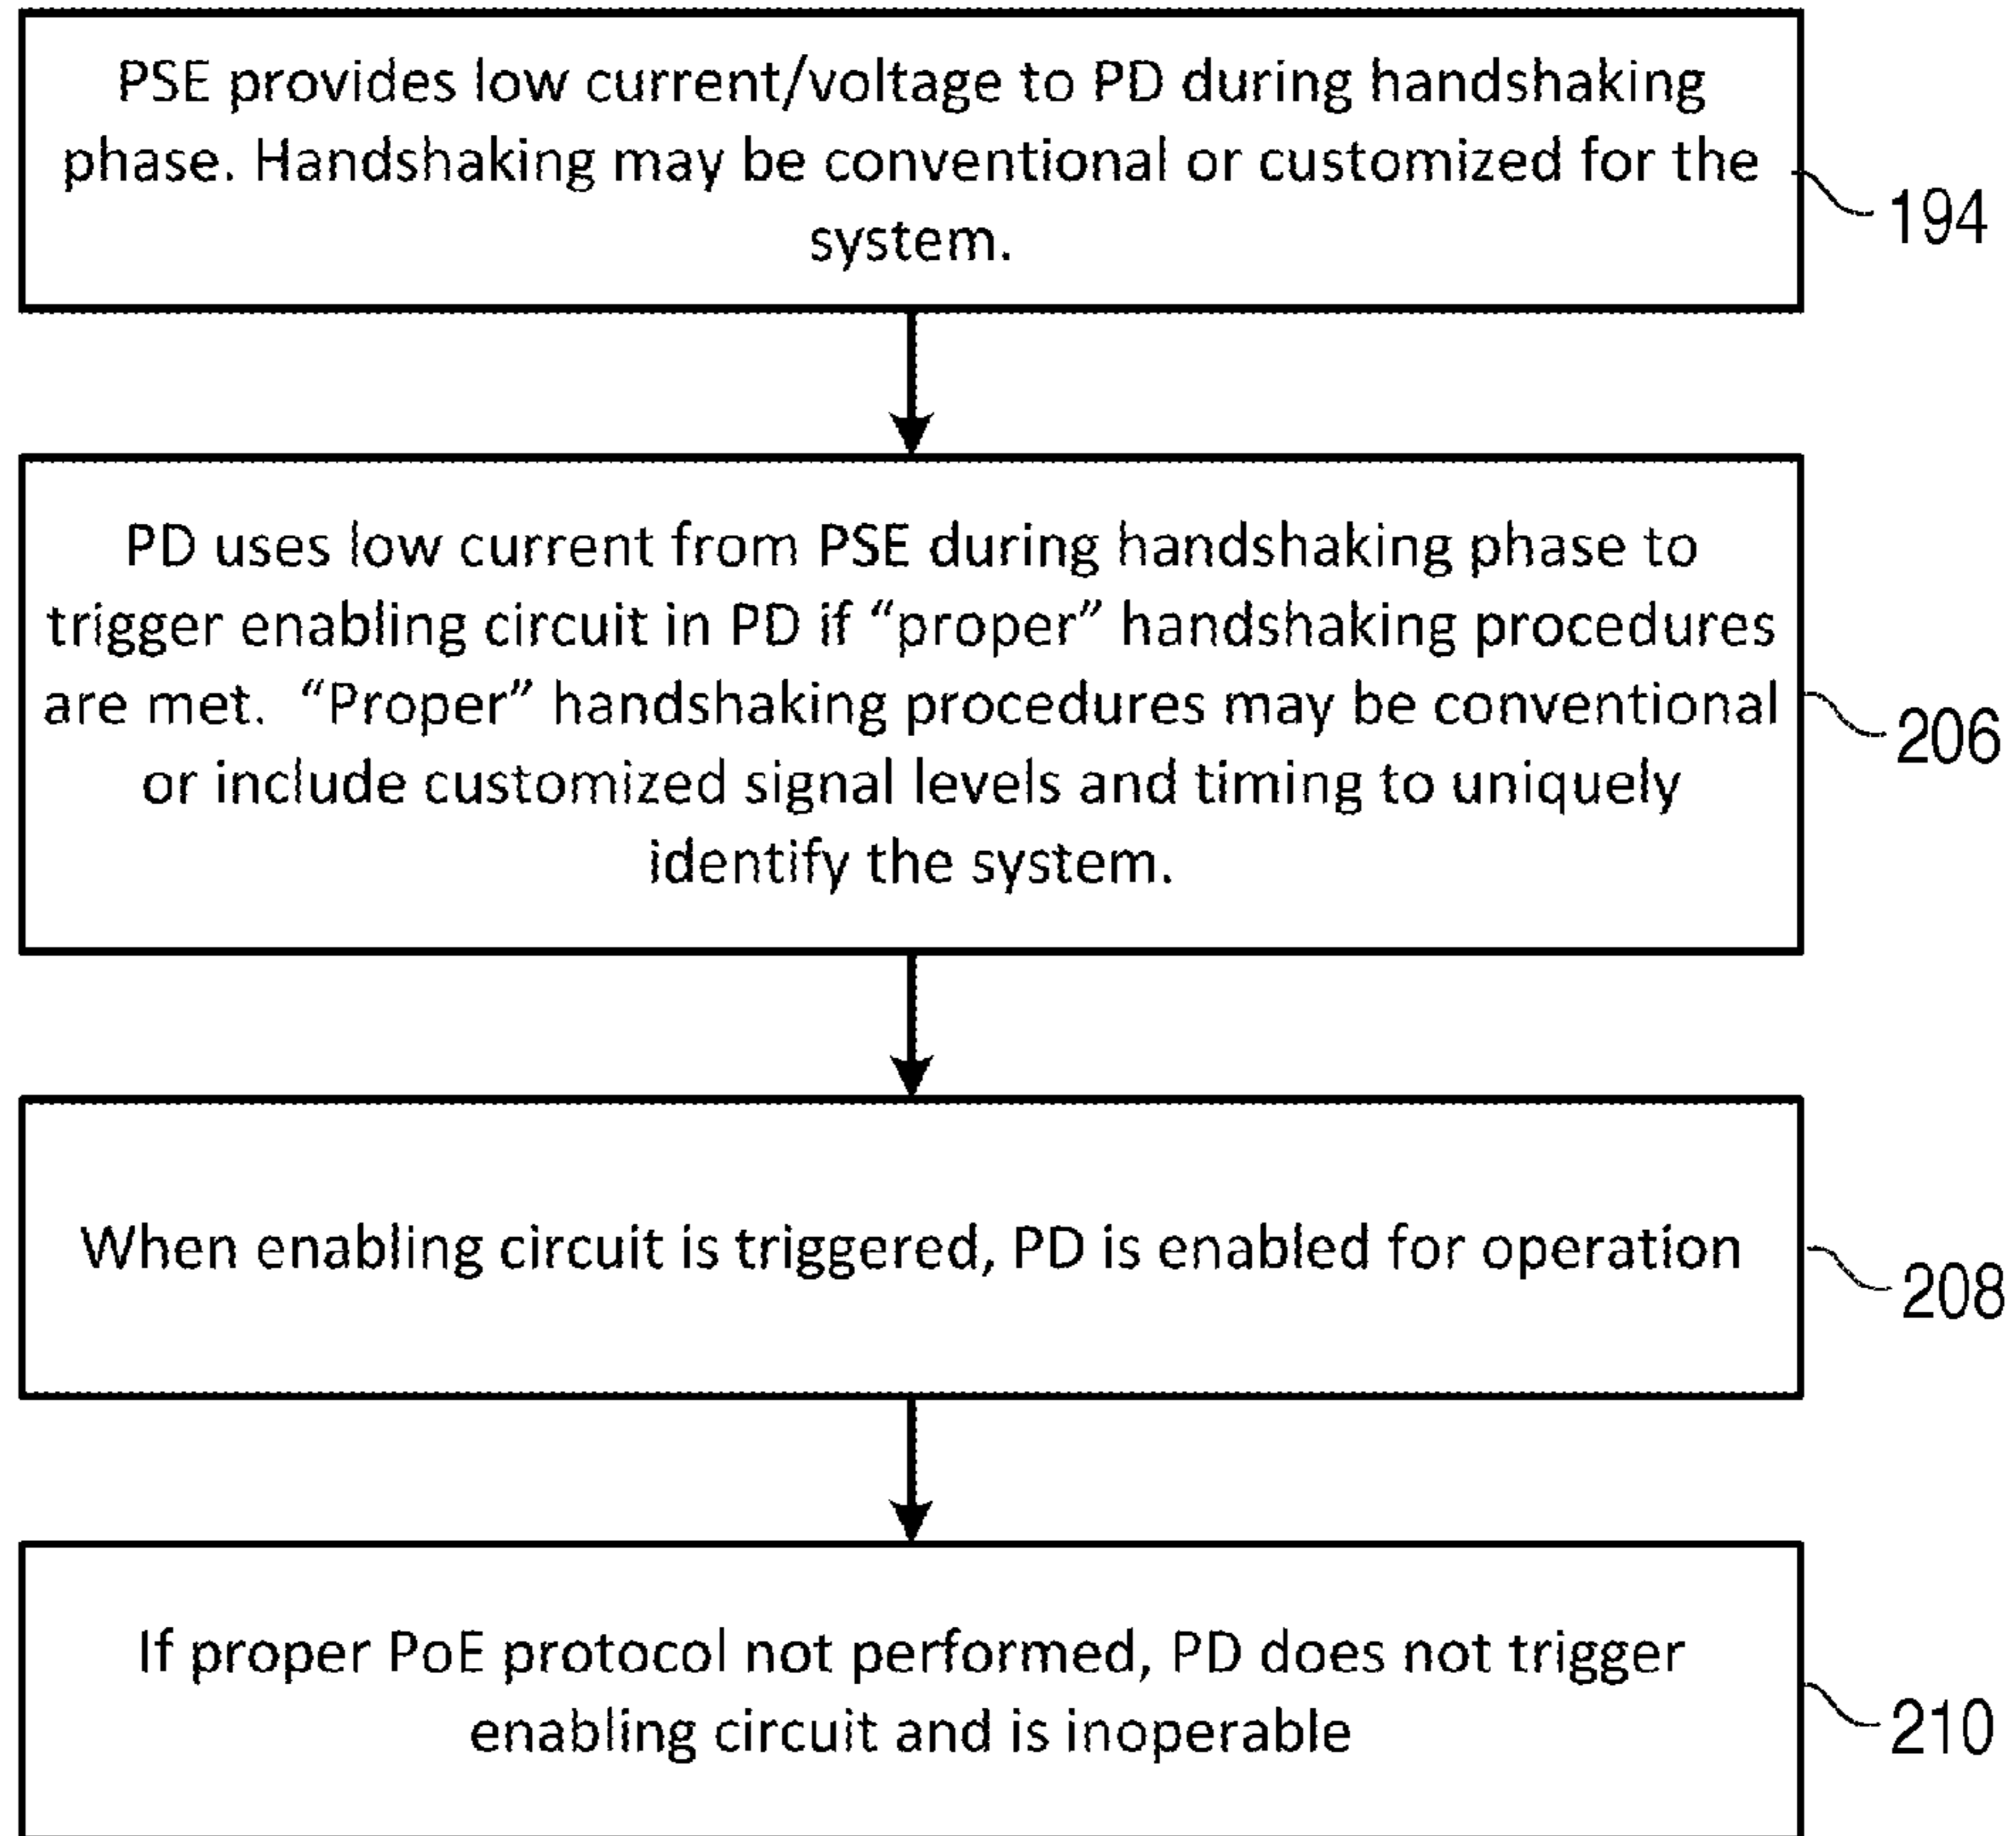 PSE provides low current/voltage to PD during handshaking
phase. Handshaking may be conventional or customized for the
system.
194
PD uses low current from PSE during handshaking phase to
trigger enabling circuit in PD if “proper” handshaking procedures
are met. “Proper” handshaking procedures may be conventional
or include customized signal levels and timing to uniquely
identify the system.
206
When enabling circuit is triggered, PD is enabled for operation
208
If proper PoE protocol not performed, PD does not trigger
enabling circuit and is inoperable
210